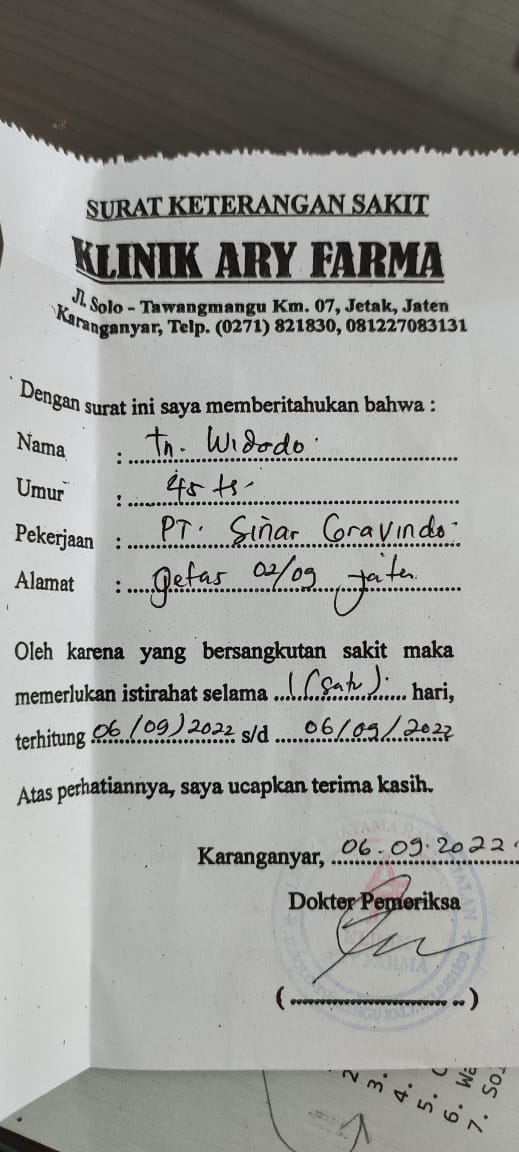 SURAT KETERANGAN SAKIT
KLINIK ARY FARMA
Jl. Solo - Tawangmangu Km. 07, Jetak, Jaten
Karanganyar, Telp. (0271) 821830, 081227083131
Dengan surat ini saya memberitahukan bahwa :
Nama : Tn. Widodo
Umur : 45 th
Pekerjaan : PT. Sinar Gravindo
Alamat : Getas 02/09 Jaten
Oleh karena yang bersangkutan sakit maka
memerlukan istirahat selama 1 (satu) hari,
terhitung 06/09/2022 s/d 06/09/2022
Atas perhatiannya, saya ucapkan terima kasih.
Karanganyar, 06.09.2022
Dokter Pemeriksa
(..............................)
2
3.
4.
5.
6. Wa
7. So